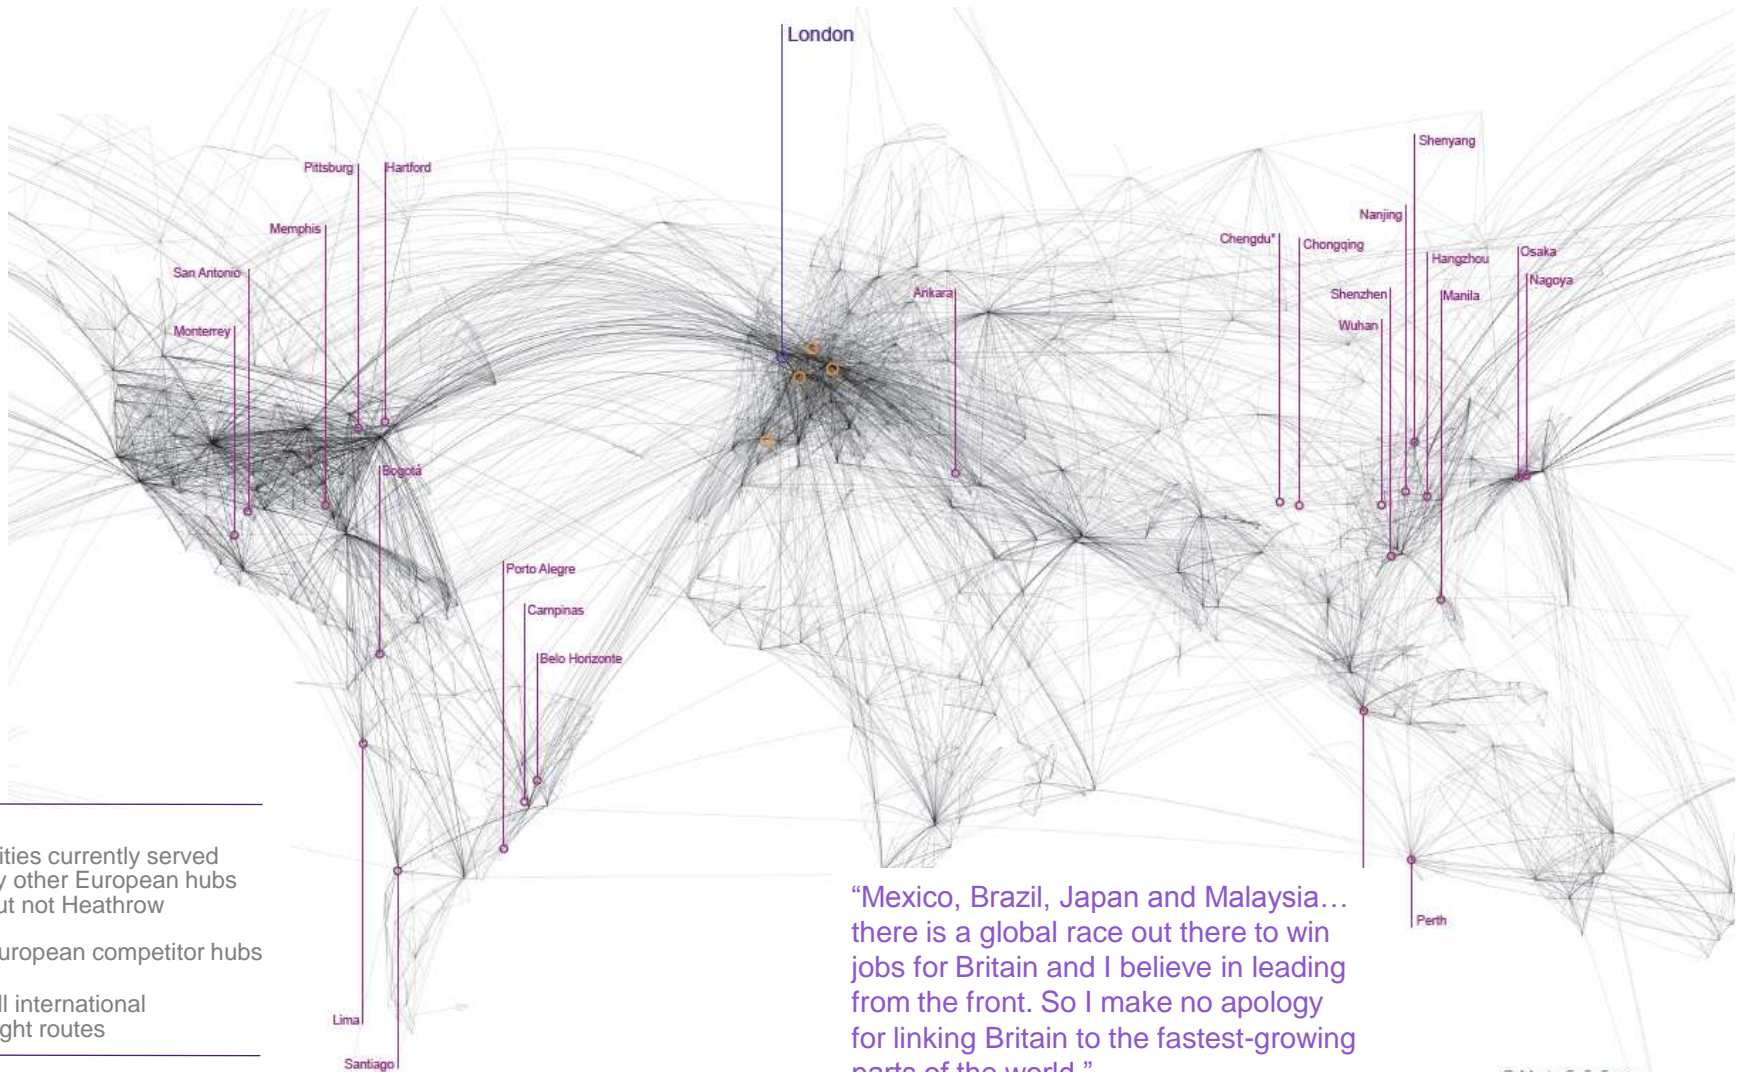 London
Pittsburg
Hartford
Memphis
San Antonio
Monterrey
Bogotá
Porto Alegre
Campinas
Belo Horizonte
Lima
Santiago
Ankara
Chengdu*
Chongqing
Shenyang
Nanjing
Hangzhou
Shenzhen
Manila
Wuhan
Osaka
Nagoya
Perth
ities currently served
y other European hubs
ut not Heathrow
uropean competitor hubs
ll international
ght routes
“Mexico, Brazil, Japan and Malaysia…
there is a global race out there to win
jobs for Britain and I believe in leading
from the front. So I make no apology
for linking Britain to the fastest-growing
parts of the world.”